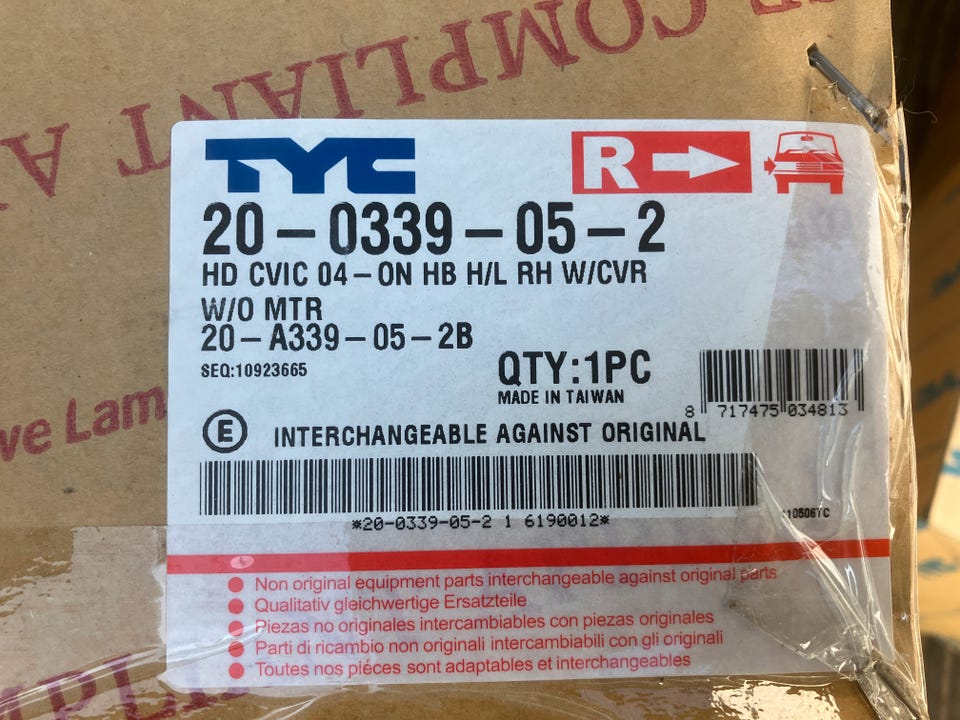 COMPLIANT A
TYC
R
20-0339-05-2
HD CVIC 04-ON HB H/L RH W/CVR
W/O MTR
20-A339-05-2B
SEQ:10923665
QTY:1PC
MADE IN TAIWAN
8 717475 034813
ve Lam
E INTERCHANGEABLE AGAINST ORIGINAL
*20-0339-05-2 1 6190012*
Non original equipment parts interchangeable against original parts
Qualitativ gleichwertige Ersatzteile
Piezas no originales intercambiables con piezas originales
Parti di ricambio non originali intercambiabili con gli originali
Toutes nos piéces sont adaptables et interchangeables